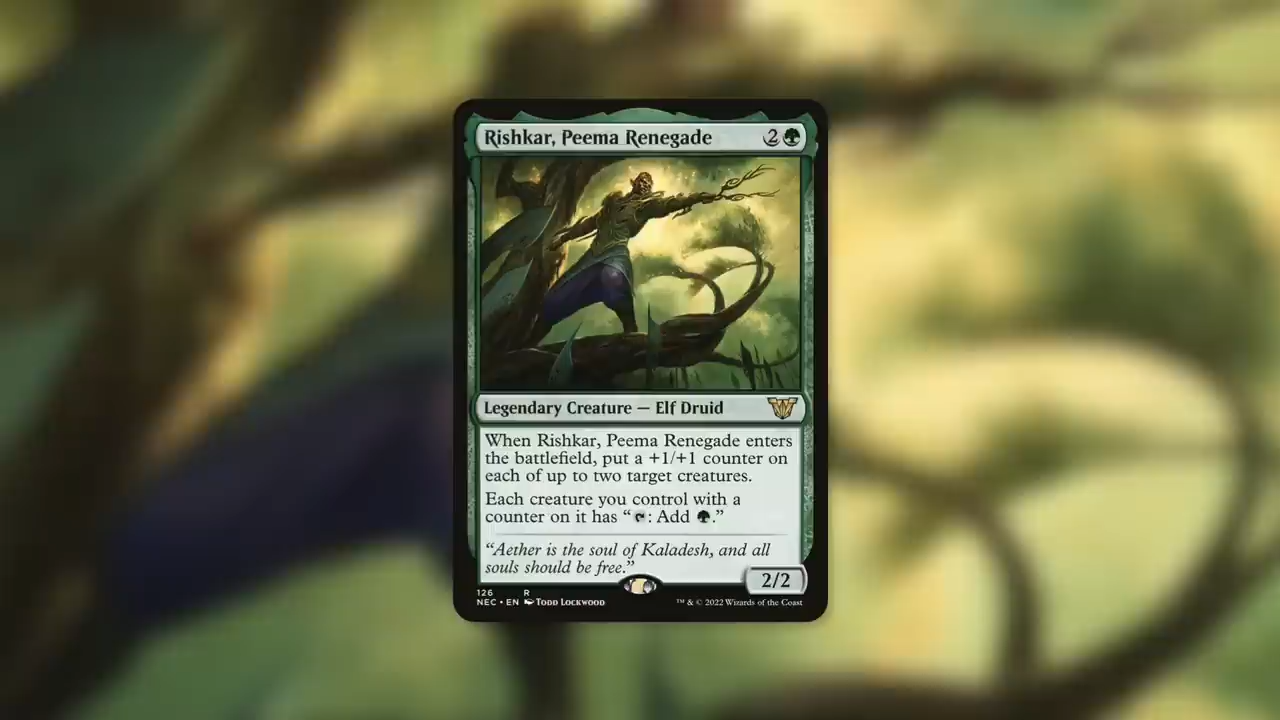 Rishkar, Peema Renegade 2
Legendary Creature — Elf Druid
When Rishkar, Peema Renegade enters
the battlefield, put a +1/+1 counter on
each of up to two target creatures.
Each creature you control with a
counter on it has “: Add .”
“Aether is the soul of Kaladesh, and all
souls should be free.”
2/2
126 R
NEC • EN Todd Lockwood ™ & © 2022 Wizards of the Coast